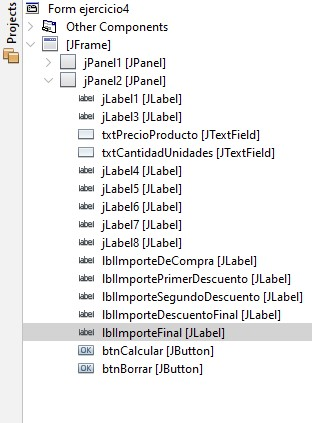 Projects
Form ejercicio4
Other Components
[JFrame]
jPanel1 [JPanel]
jPanel2 [JPanel]
label jLabel1 [JLabel]
label jLabel3 [JLabel]
txtPrecioProducto [JTextField]
txtCantidadUnidades [JTextField]
label jLabel4 [JLabel]
label jLabel5 [JLabel]
label jLabel6 [JLabel]
label jLabel7 [JLabel]
label jLabel8 [JLabel]
label lblImporteDeCompra [JLabel]
label lblImportePrimerDescuento [JLabel]
label lblImporteSegundoDescuento [JLabel]
label lblImporteDescuentoFinal [JLabel]
label lblImporteFinal [JLabel]
OK btnCalcular [JButton]
OK btnBorrar [JButton]